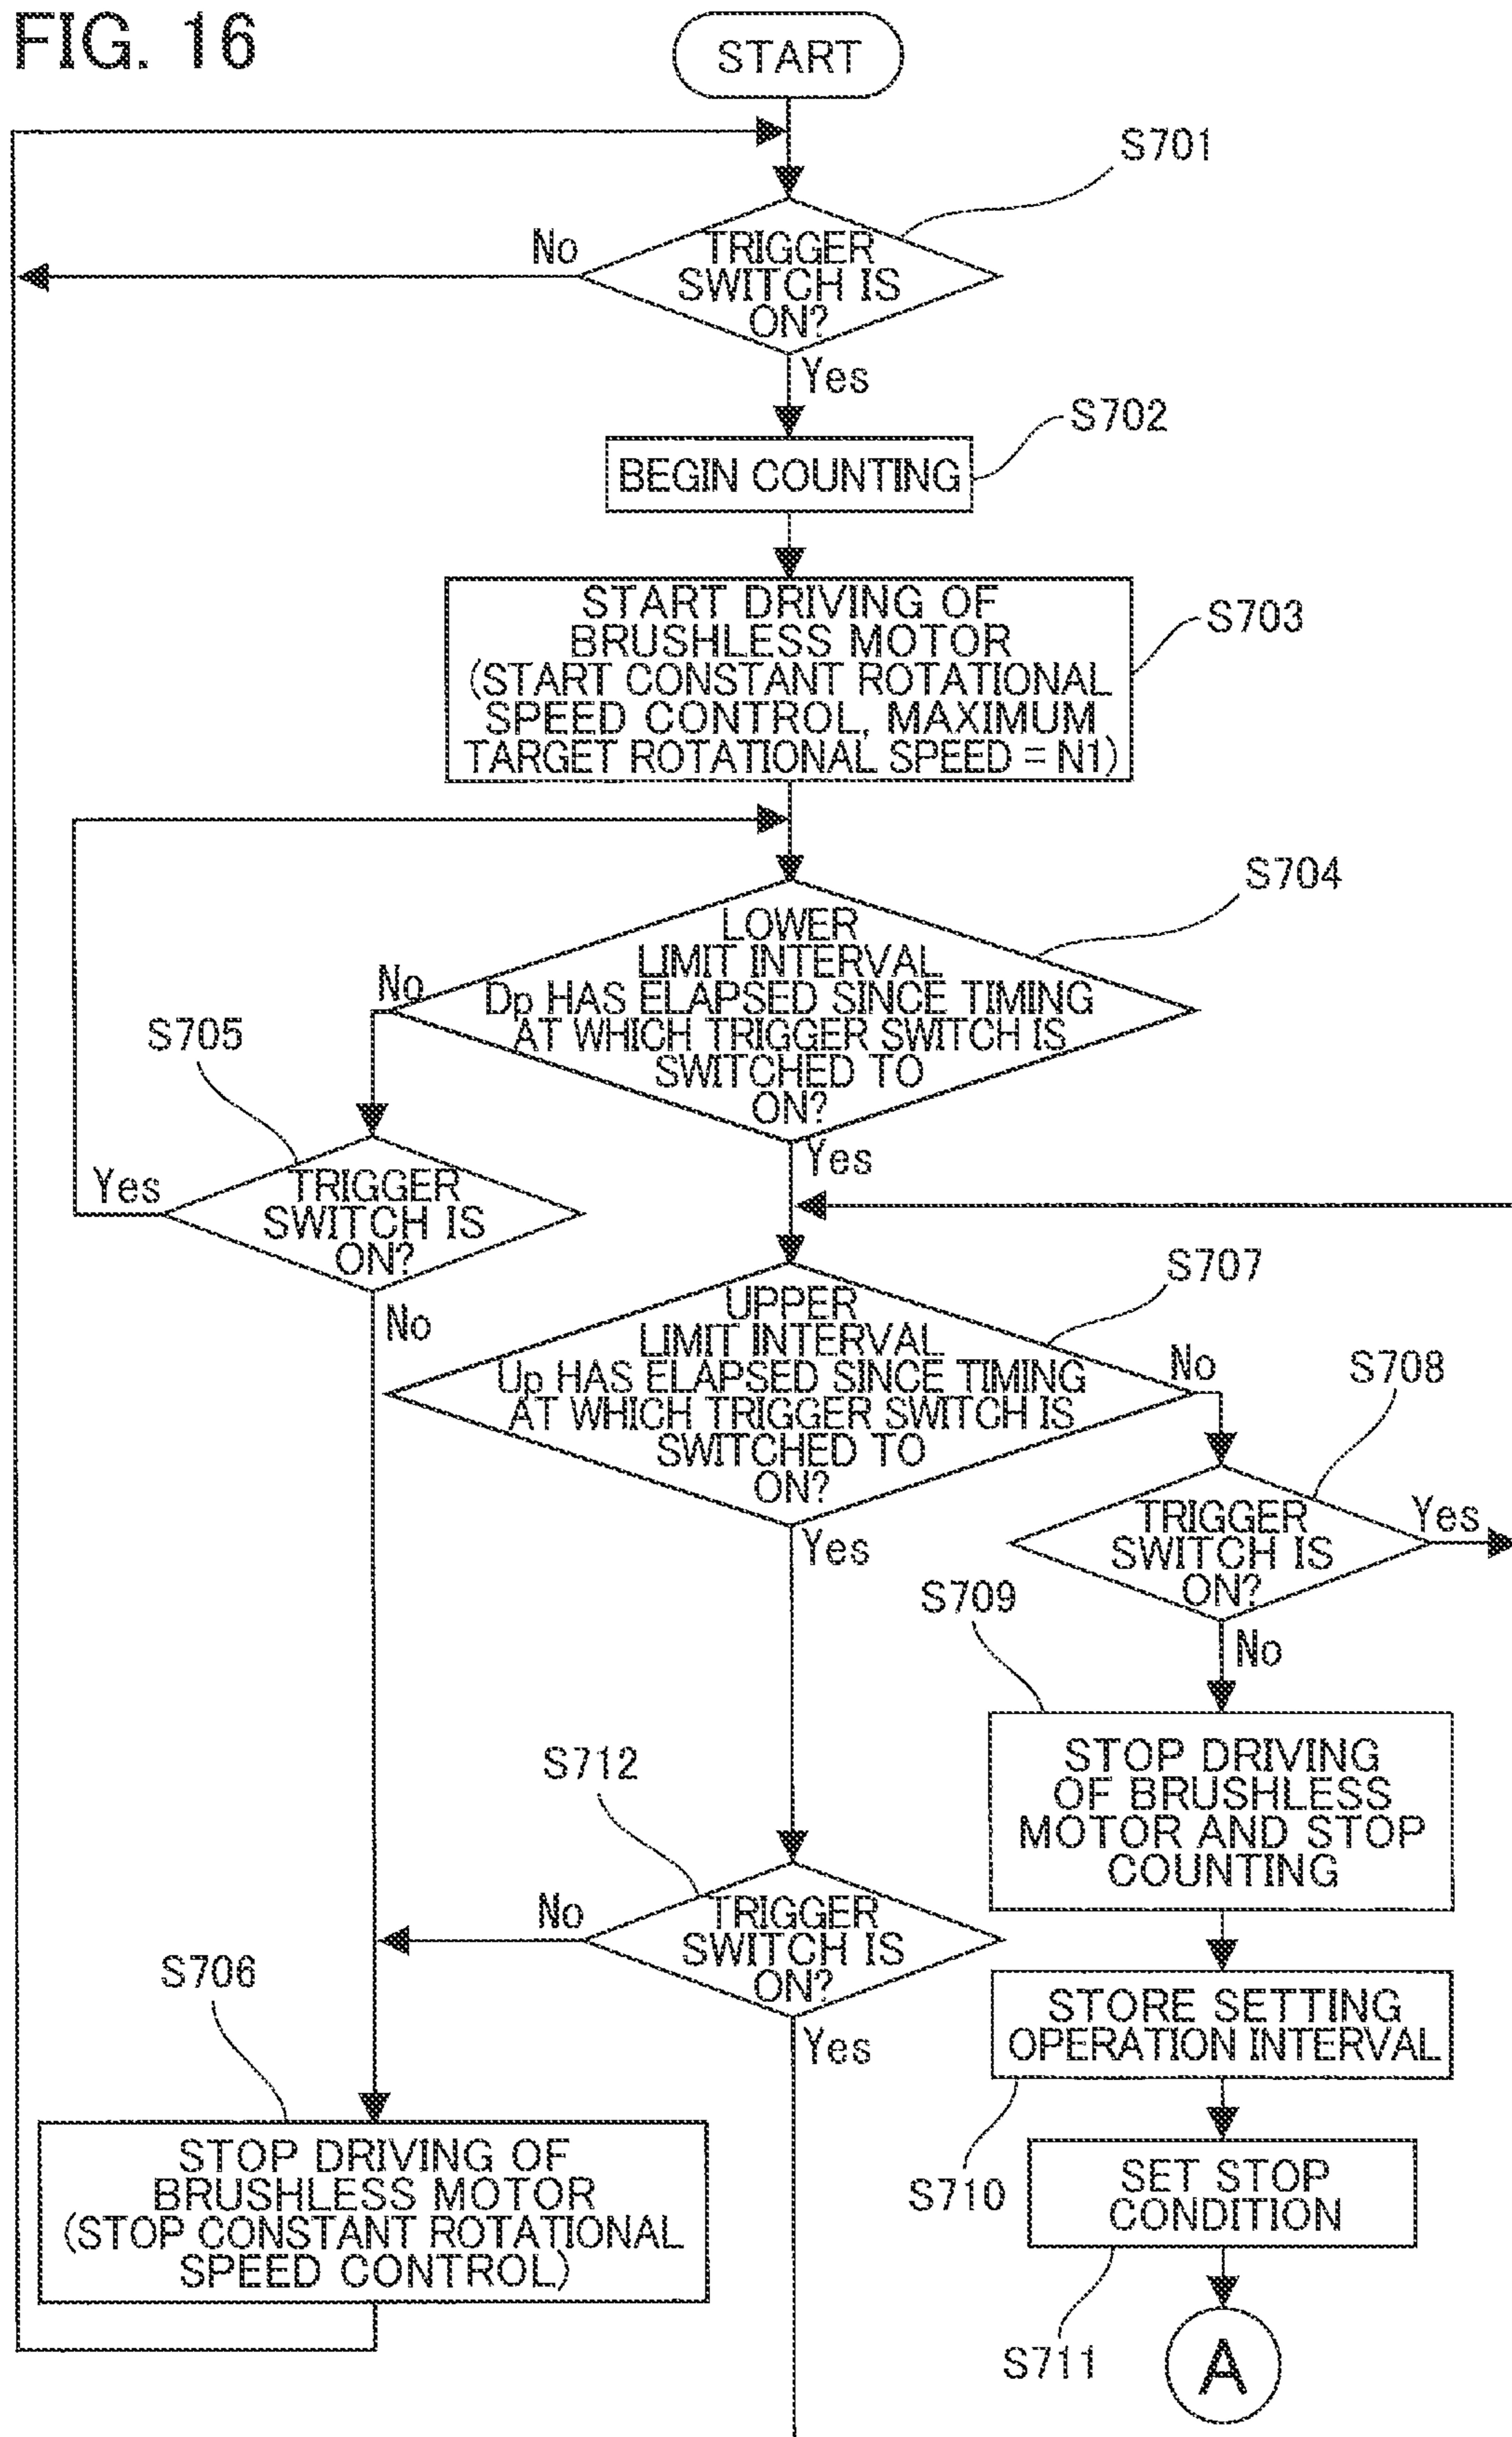 FIG. 16
START
S701
No
TRIGGER
SWITCH IS
ON?
Yes
S702
BEGIN COUNTING
S703
START DRIVING OF
BRUSHLESS MOTOR
(START CONSTANT ROTATIONAL
SPEED CONTROL, MAXIMUM
TARGET ROTATIONAL SPEED = N1)
S704
LOWER
LIMIT INTERVAL
Dp HAS ELAPSED SINCE TIMING
AT WHICH TRIGGER SWITCH IS
SWITCHED TO
ON?
No
Yes
S705
TRIGGER
SWITCH IS
ON?
Yes
No
S707
UPPER
LIMIT INTERVAL
Up HAS ELAPSED SINCE TIMING
AT WHICH TRIGGER SWITCH IS
SWITCHED TO
ON?
No
Yes
S708
TRIGGER
SWITCH IS
ON?
Yes
No
S709
STOP DRIVING
OF BRUSHLESS
MOTOR AND STOP
COUNTING
S712
TRIGGER
SWITCH IS
ON?
No
Yes
S706
STOP DRIVING OF
BRUSHLESS MOTOR
(STOP CONSTANT ROTATIONAL
SPEED CONTROL)
STORE SETTING
OPERATION INTERVAL
S710
SET STOP
CONDITION
S711
A